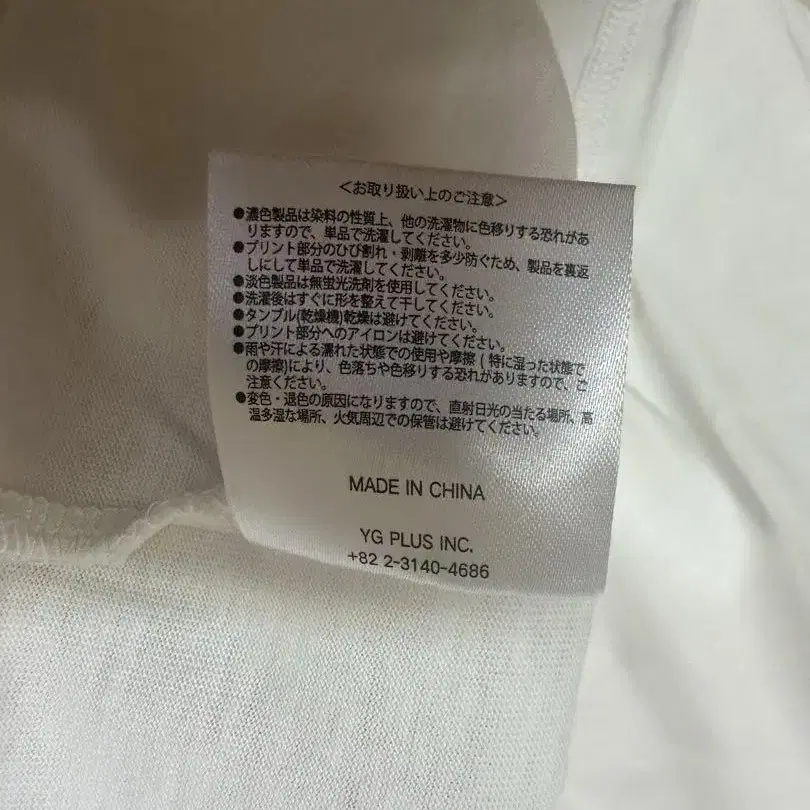 ＜お取り扱い上のご注意＞
●濃色製品は染料の性質上、他の洗濯物に色移りする恐れがあ
りますので、単品で洗濯してください。
●プリント部分のひび割れ・剥離を多少防ぐため、製品を裏返
しにして単品で洗濯してください。
●淡色製品は無蛍光洗剤を使用してください。
●洗濯後はすぐに形を整えて干してください。
●タンブル(乾燥機)乾燥は避けてください。
●プリント部分へのアイロンは避けてください。
●雨や汗による濡れた状態での使用や摩擦(特に湿った状態で
の摩擦)により、色落ちや色移りする恐れがありますので、ご
注意ください。
●変色・退色の原因になりますので、直射日光の当たる場所、高
温多湿な場所、火気周辺での保管は避けてください。
MADE IN CHINA
YG PLUS INC.
+82 2-3140-4686